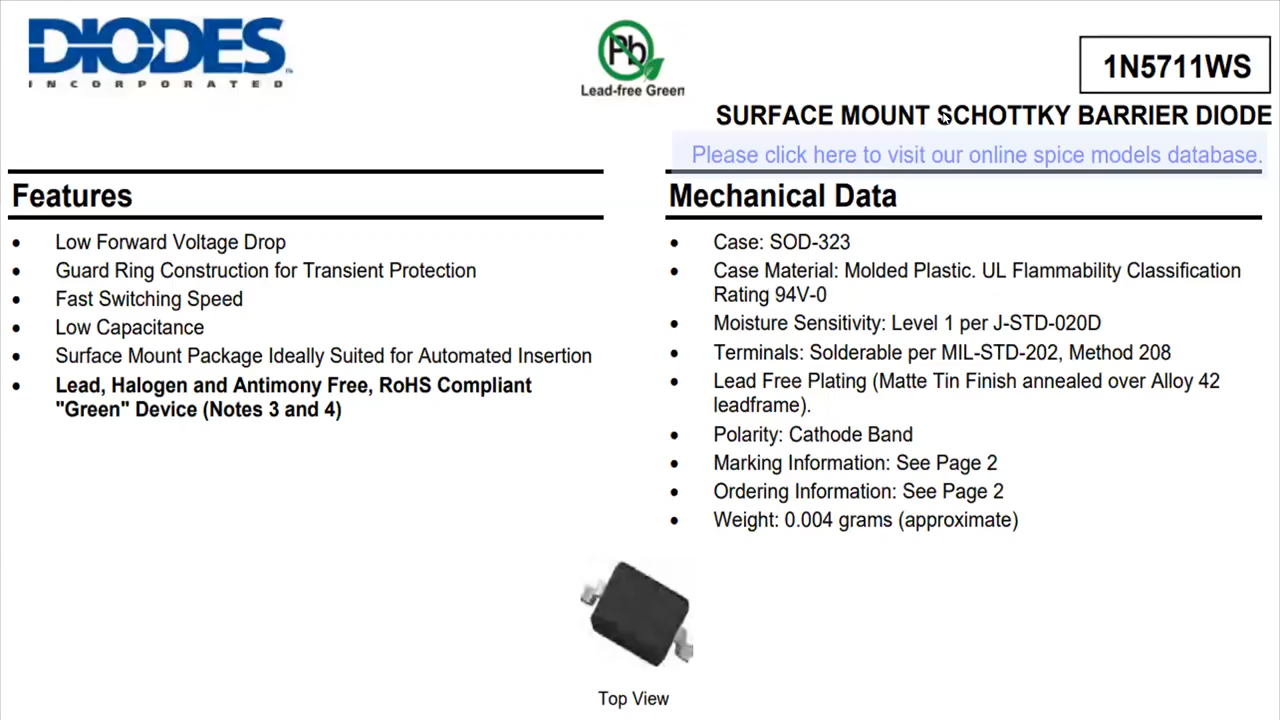 DIODES
INCORPORATED
Pb
Lead-free Green
1N5711WS
SURFACE MOUNT SCHOTTKY BARRIER DIODE
Please click here to visit our online spice models database.
Features
• Low Forward Voltage Drop
• Guard Ring Construction for Transient Protection
• Fast Switching Speed
• Low Capacitance
• Surface Mount Package Ideally Suited for Automated Insertion
• Lead, Halogen and Antimony Free, RoHS Compliant
"Green" Device (Notes 3 and 4)
Mechanical Data
• Case: SOD-323
• Case Material: Molded Plastic. UL Flammability Classification
Rating 94V-0
• Moisture Sensitivity: Level 1 per J-STD-020D
• Terminals: Solderable per MIL-STD-202, Method 208
• Lead Free Plating (Matte Tin Finish annealed over Alloy 42
leadframe).
• Polarity: Cathode Band
• Marking Information: See Page 2
• Ordering Information: See Page 2
• Weight: 0.004 grams (approximate)
Top View